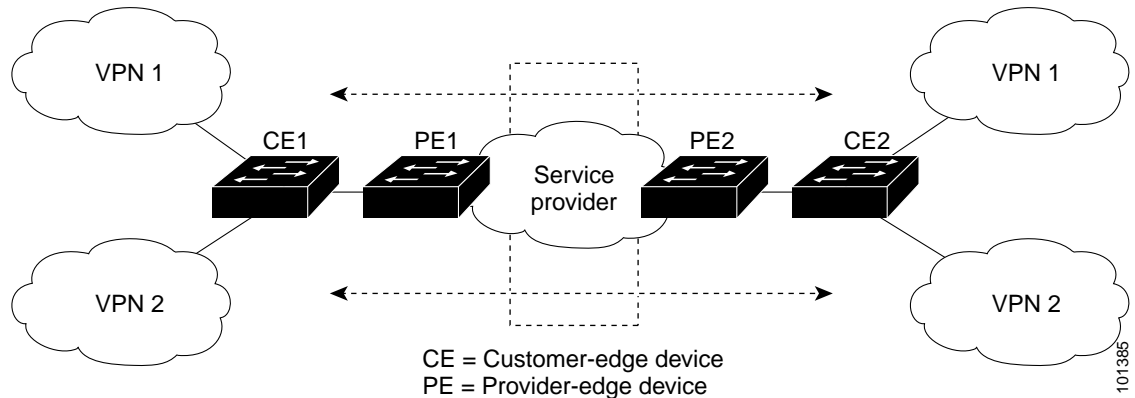 VPN 1
VPN 1
CE1
PE1
PE2
CE2
Service
provider
VPN 2
VPN 2
CE = Customer-edge device
PE = Provider-edge device
101385